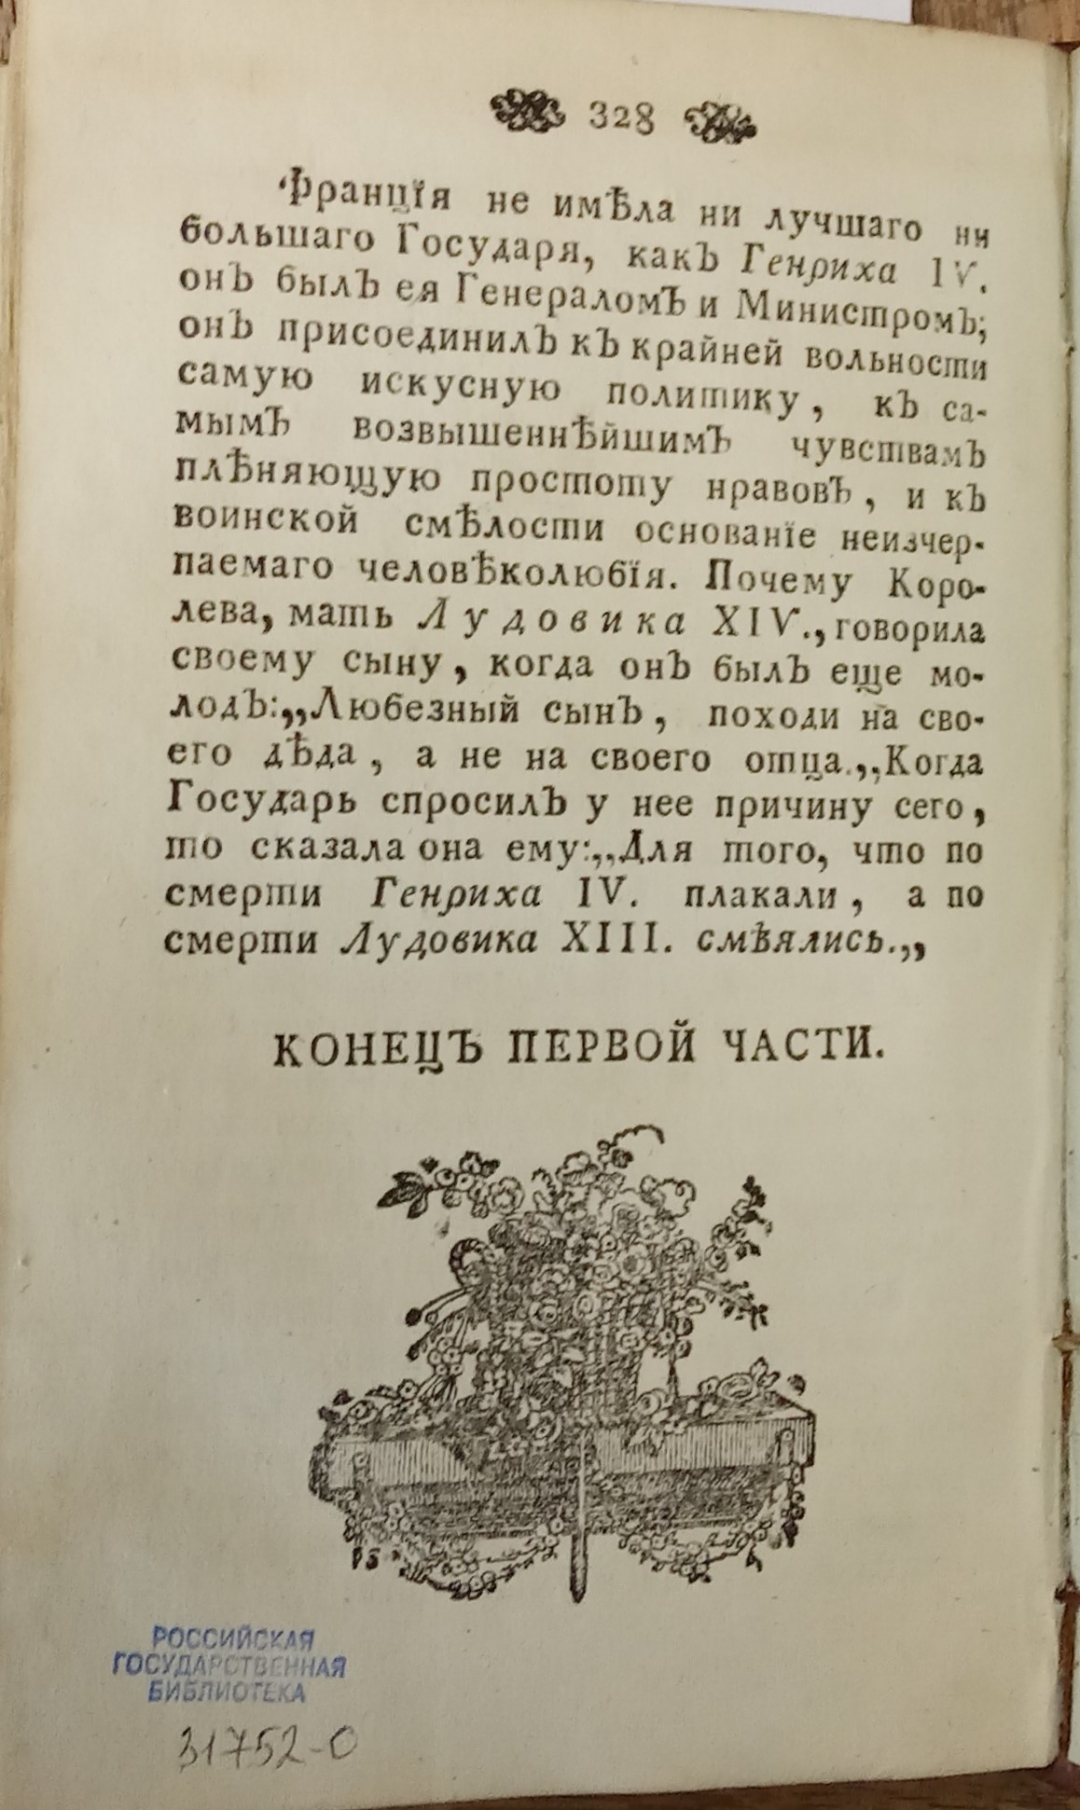 328
Франція не имѣла ни лучшаго ни
большаго Государя, какъ Генриха IV.
онъ былъ ея Генераломъ и Министромъ;
онъ присоединилъ къ крайней вольности
самую искусную политику, къ са-
мымъ возвышеннѣйшимъ чувствамъ
плѣняющую простоту нравовъ, и къ
воинской смѣлости основаніе неизчер-
паемаго человѣколюбія. Почему Коро-
лева, мать Лудовика XIV., говорила
своему сыну, когда онъ былъ еще мо-
лодъ:„Любезный сынъ, походи на сво-
его дѣда, а не на своего отца.„Когда
Государь спросилъ у нее причину сего,
то сказала она ему:„Для того, что по
смерти Генриха IV. плакали, а по
смерти Лудовика XIII. смѣялись.„
КОНЕЦЪ ПЕРВОЙ ЧАСТИ.
РОССИЙСКАЯ
ГОСУДАРСТВЕННАЯ
БИБЛИОТЕКА
31752-0